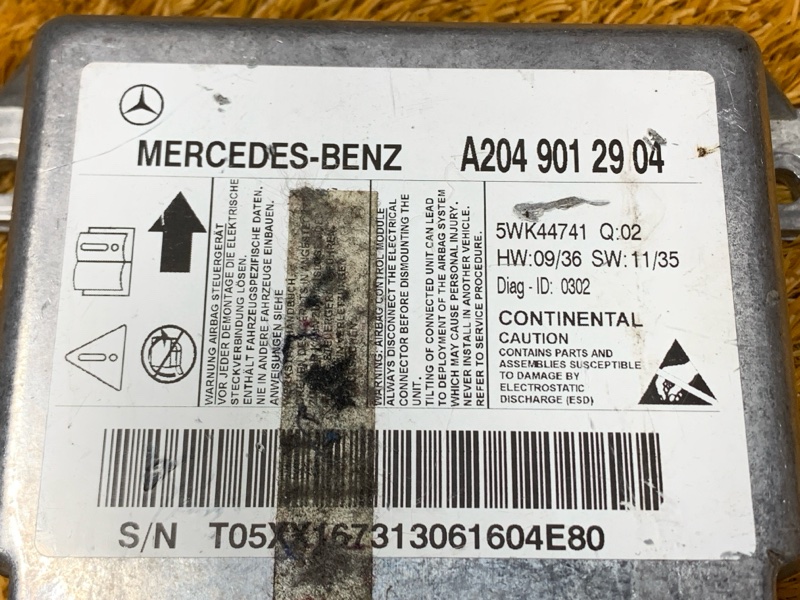 MERCEDES-BENZ
A204 901 29 04
5WK44741 Q:02
HW:09/36 SW:11/35
Diag-ID: 0302
CONTINENTAL
CAUTION
CONTAINS PARTS AND
ASSEMBLIES SUSCEPTIBLE
TO DAMAGE BY
ELECTROSTATIC
DISCHARGE (ESD)
WARNUNG AIRBAG STEUERGERÄT
VOR JEDER DEMONTAGE DIE ELEKTRISCHE
STECKVERBINDUNG LÖSEN.
ENTHÄLT FAHRZEUGSPEZIFISCHE DATEN.
NIE IN ANDERE FAHRZEUGE EINBAUEN.
ANWEISUNGEN SIEHE
WARNING: AIRBAG CONTROL MODULE
ALWAYS DISCONNECT THE ELECTRICAL
CONNECTOR BEFORE DISMOUNTING THE
UNIT.
TILTING OF CONNECTED UNIT CAN LEAD
TO DEPLOYMENT OF THE AIRBAG SYSTEM
WHICH MAY CAUSE PERSONAL INJURY.
NEVER INSTALL IN ANOTHER VEHICLE.
REFER TO SERVICE PROCEDURE.
S/N T05XX167313061604E80